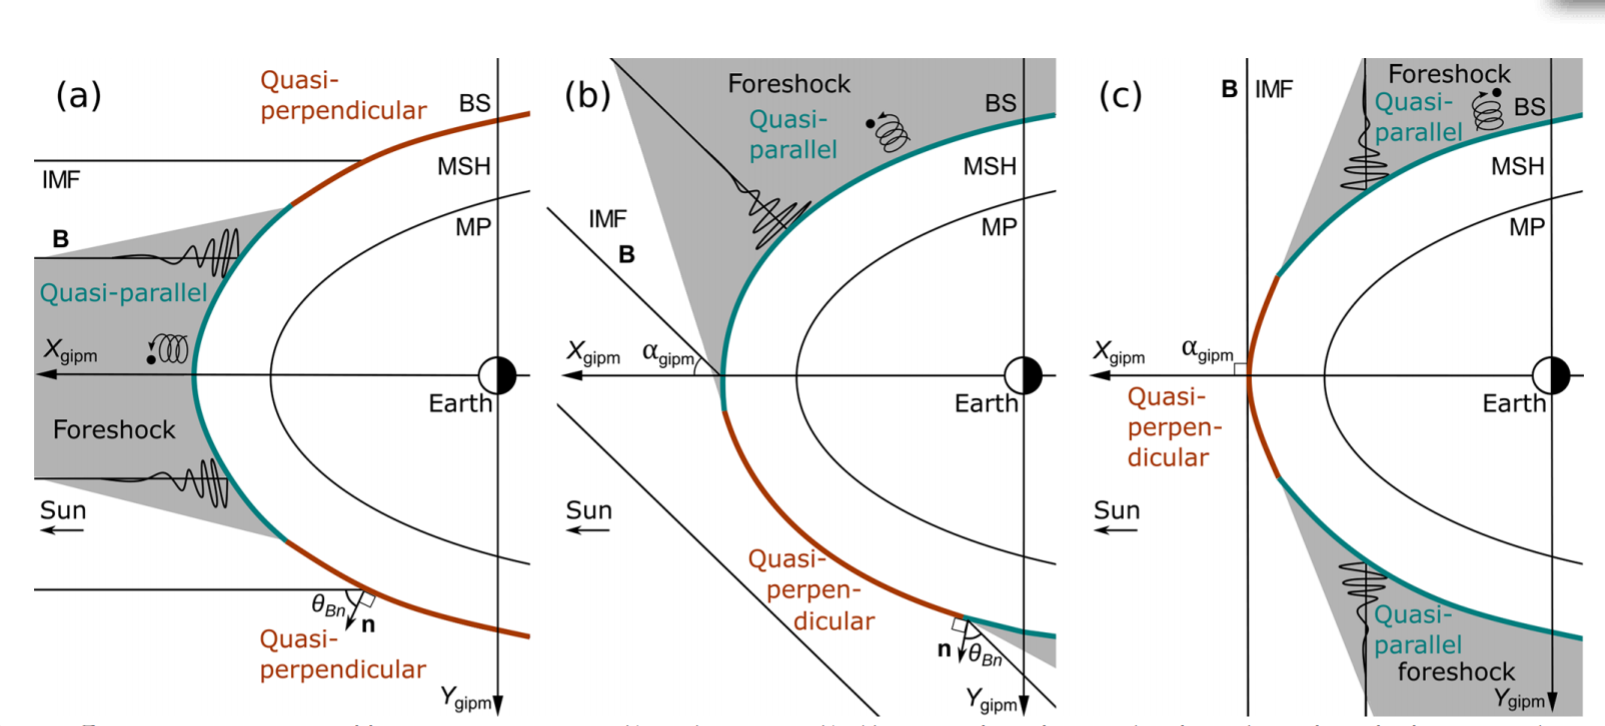 (a)
Quasi-
perpendicular
BS
IMF
MSH
B
MP
Quasi-parallel
Xgipm
Earth
Foreshock
Sun
θBn
n
Quasi-
perpendicular
Ygipm
(b)
Foreshock
Quasi-
parallel
BS
MSH
IMF
B
MP
Xgipm
αgipm
Earth
Sun
Quasi-
perpen-
dicular
n
θBn
Ygipm
(c)
B
IMF
Foreshock
Quasi-
parallel
BS
MSH
MP
Xgipm
αgipm
Earth
Quasi-
perpen-
dicular
Sun
Quasi-
parallel
foreshock
Ygipm